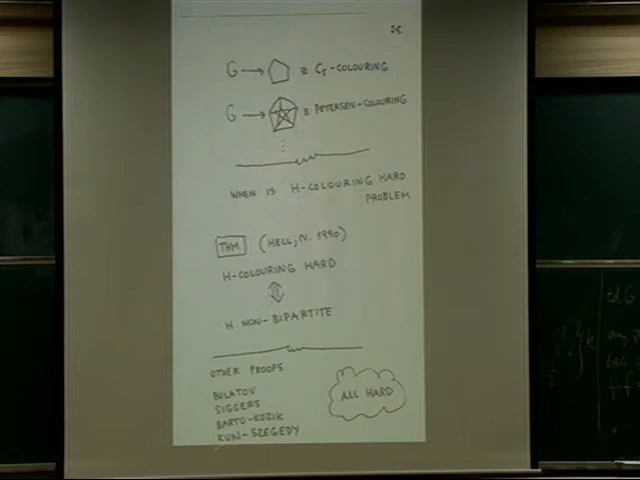 25
G → ≡ C5-COLOURING
G → ≡ PETERSEN-COLOURING
⋮
WHEN IS H-COLOURING HARD
PROBLEM
THM. (HELL, N. 1990)
H-COLOURING HARD
⇕
H NON-BIPARTITE
OTHER PROOFS
BULATOV
SIGGERS
BARTO-KOZIK
KUN-SZEGEDY
ALL HARD